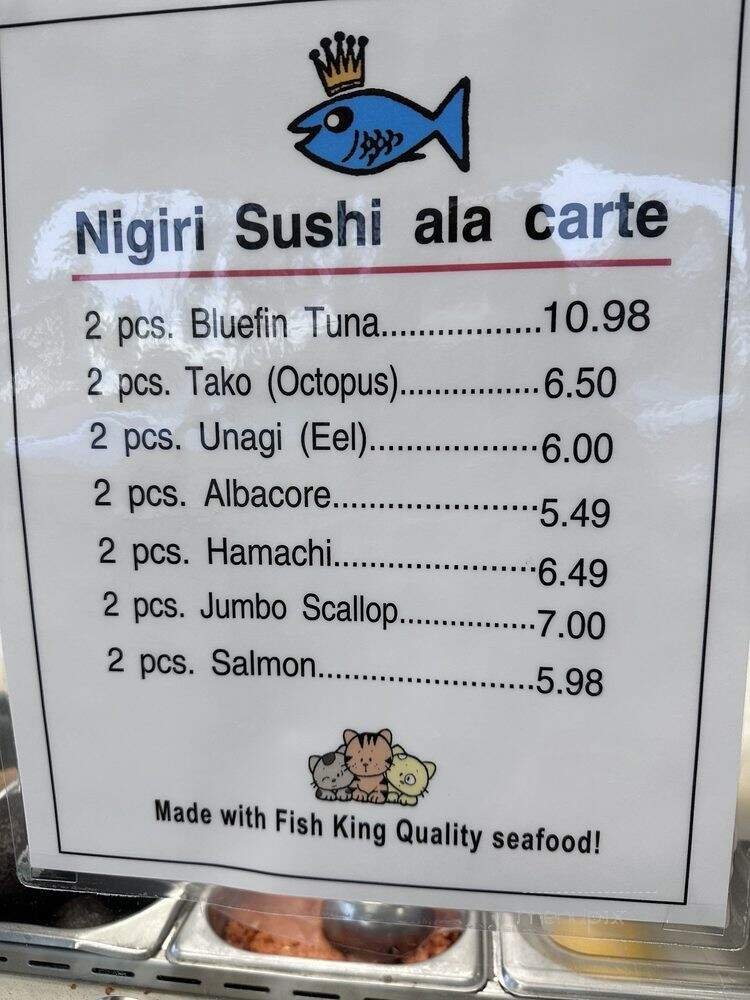 Nigiri Sushi ala carte
2 pcs. Bluefin Tuna.................10.98
2 pcs. Tako (Octopus)...............6.50
2 pcs. Unagi (Eel)..................6.00
2 pcs. Albacore......................5.49
2 pcs. Hamachi......................6.49
2 pcs. Jumbo Scallop...............7.00
2 pcs. Salmon.......................5.98
Made with Fish King Quality seafood!